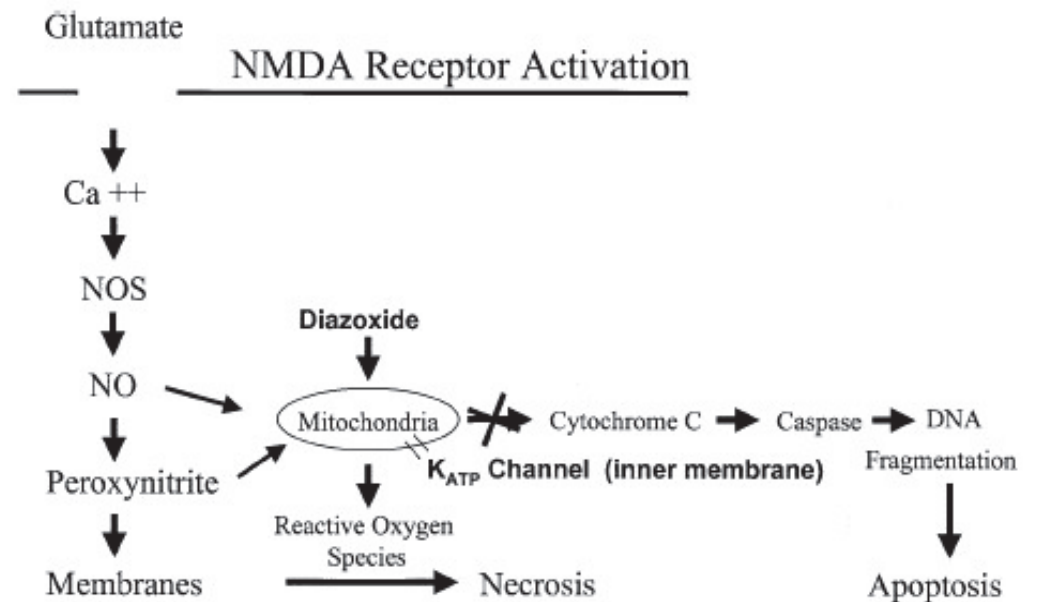 Glutamate
NMDA Receptor Activation
Ca ++
NOS
Diazoxide
NO
Mitochondria
Cytochrome C
Caspase
DNA
Fragmentation
K_ATP Channel (inner membrane)
Peroxynitrite
Reactive Oxygen
Species
Membranes
Necrosis
Apoptosis